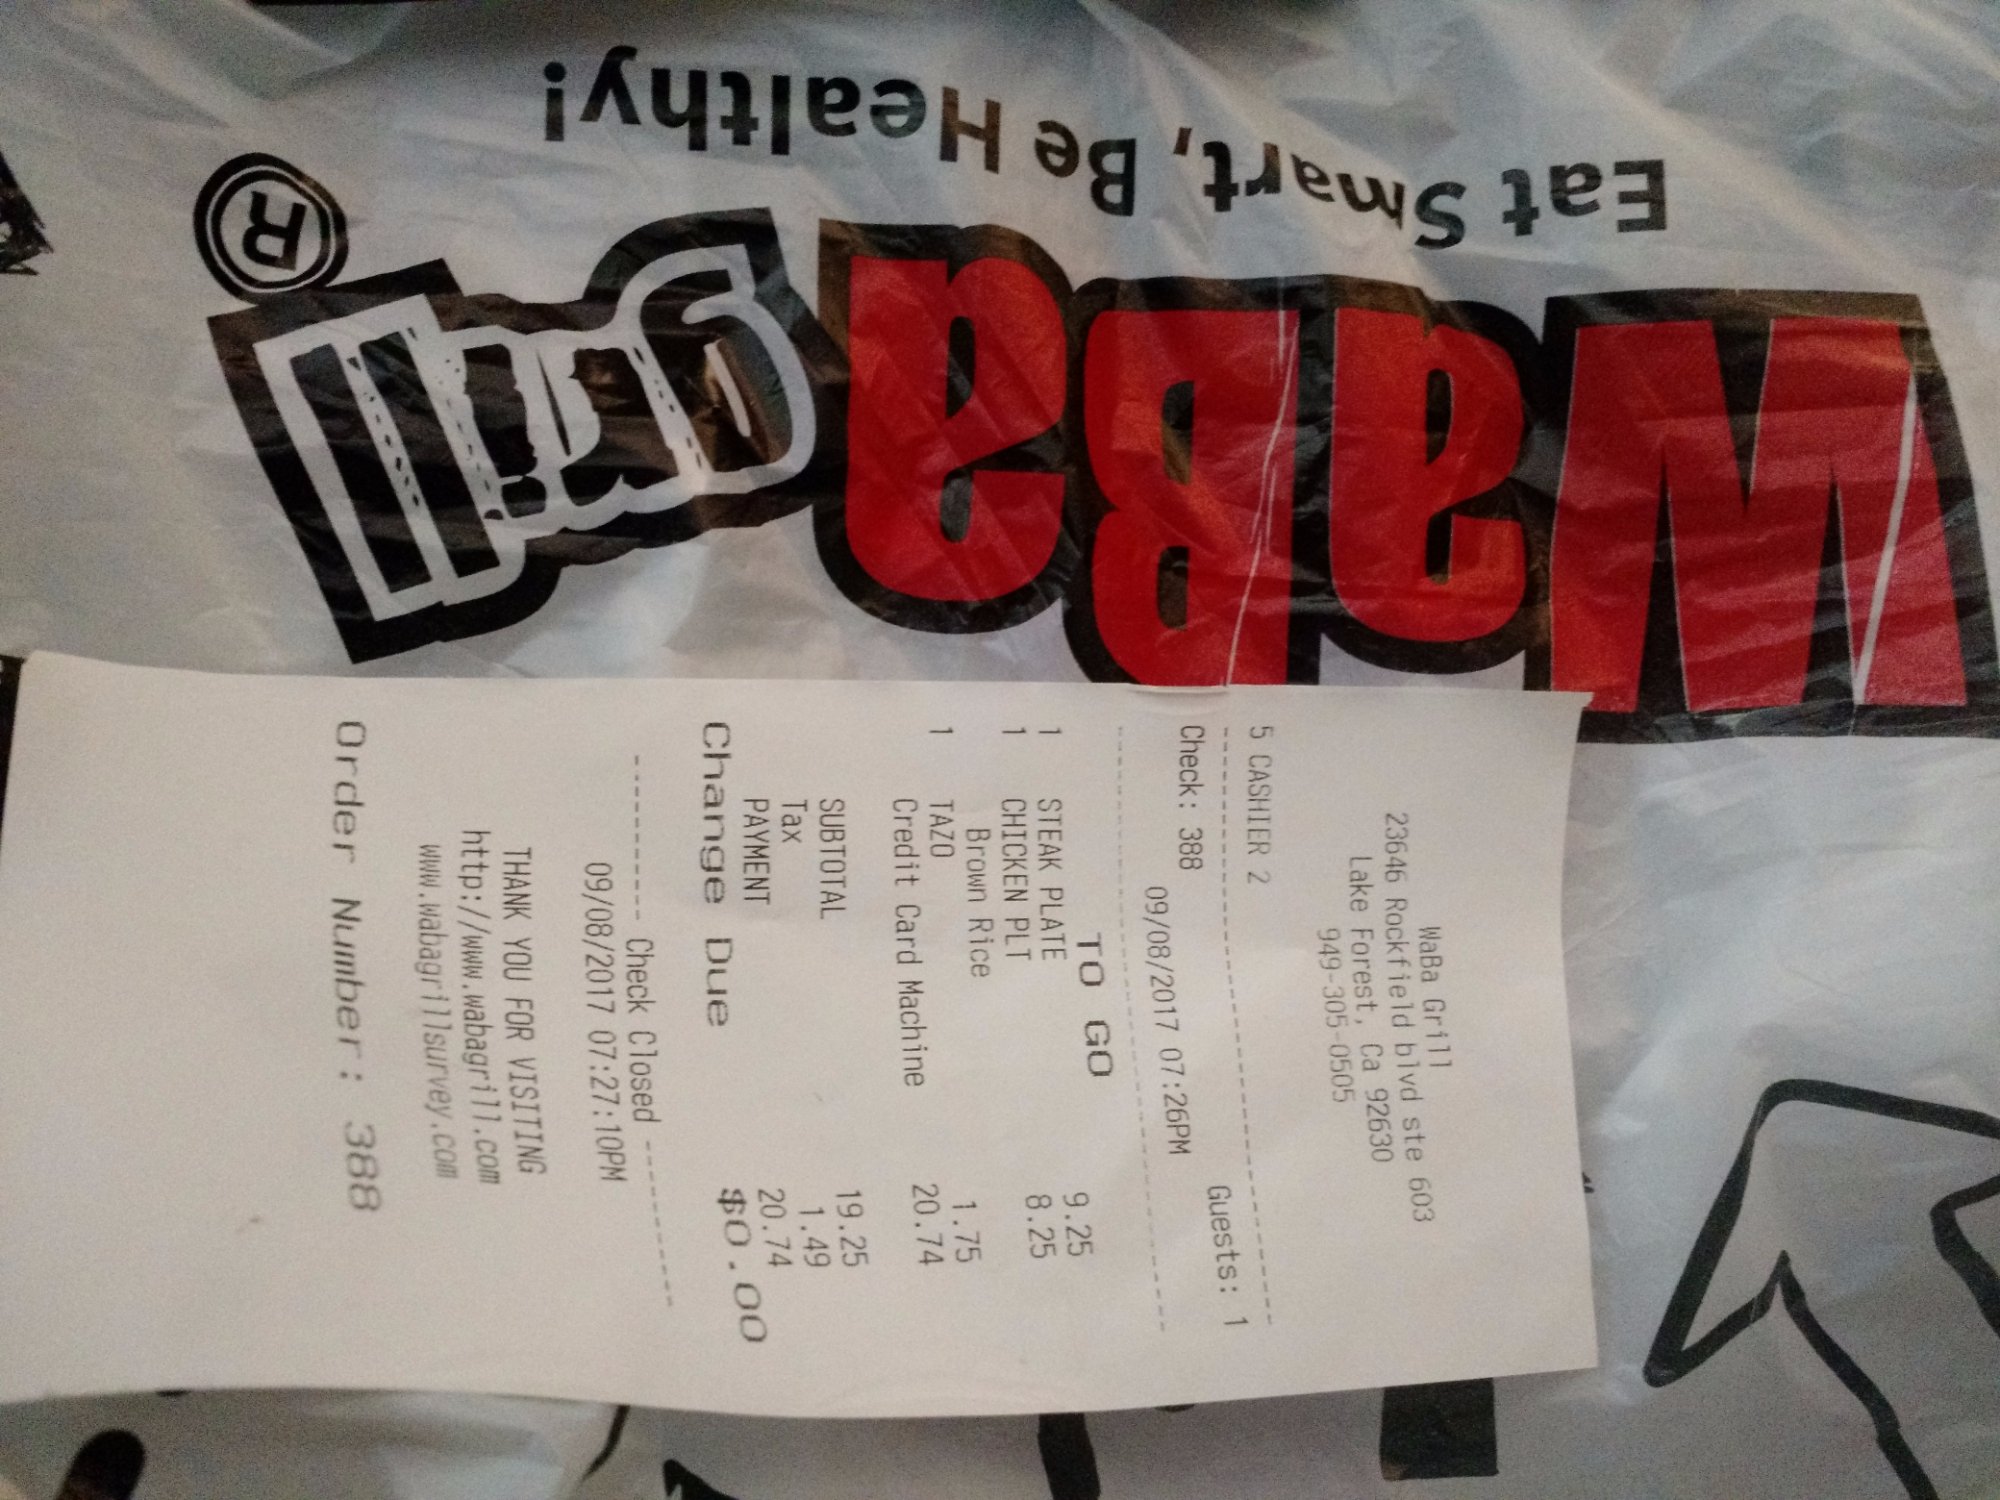 Waba grill ®
Eat Smart, Be Healthy!
WaBa Grill
23646 Rockfield blvd ste 603
Lake Forest, Ca 92630
949-305-0505
5 CASHIER 2
Check: 388 Guests: 1
09/08/2017 07:26PM
TO GO
1 STEAK PLATE 9.25
1 CHICKEN PLT 8.25
Brown Rice
1 TAZO 1.75
Credit Card Machine 20.74
SUBTOTAL 19.25
Tax 1.49
PAYMENT 20.74
Change Due $0.00
------------ Check Closed ------------
09/08/2017 07:27:10PM
THANK YOU FOR VISITING
http://www.wabagrill.com
www.wabagrillsurvey.com
Order Number: 388